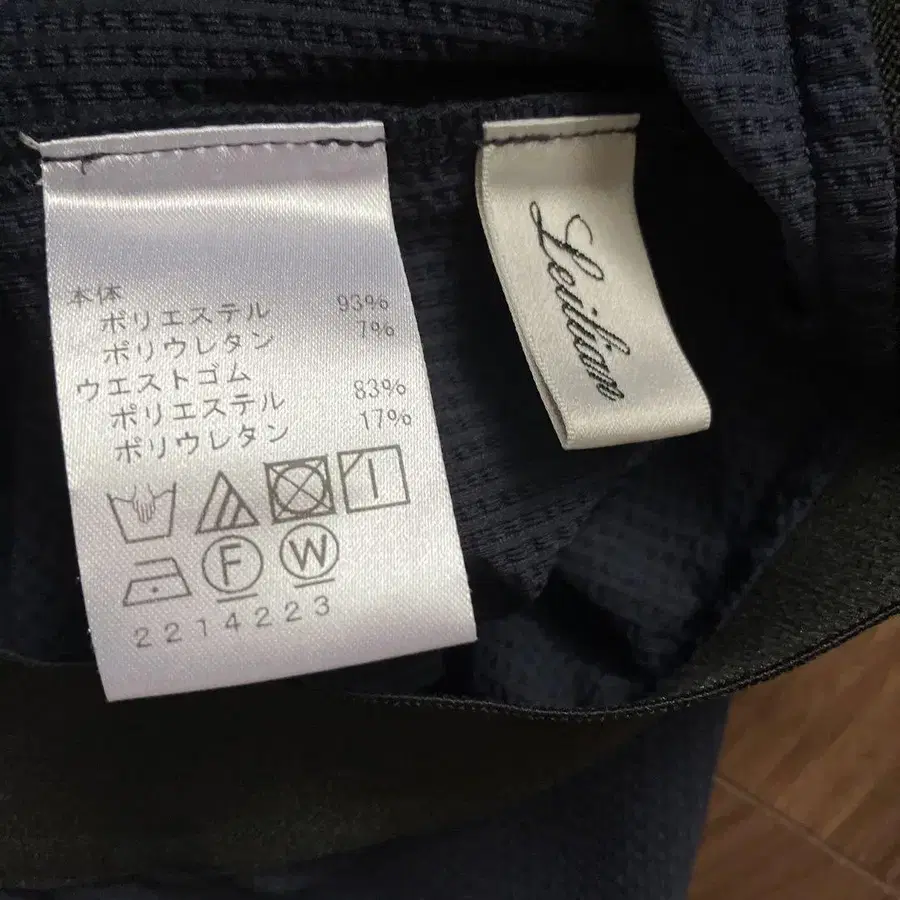 本体
ポリエステル 93%
ポリウレタン 7%
ウエストゴム
ポリエステル 83%
ポリウレタン 17%
F W
2214223
Leilian